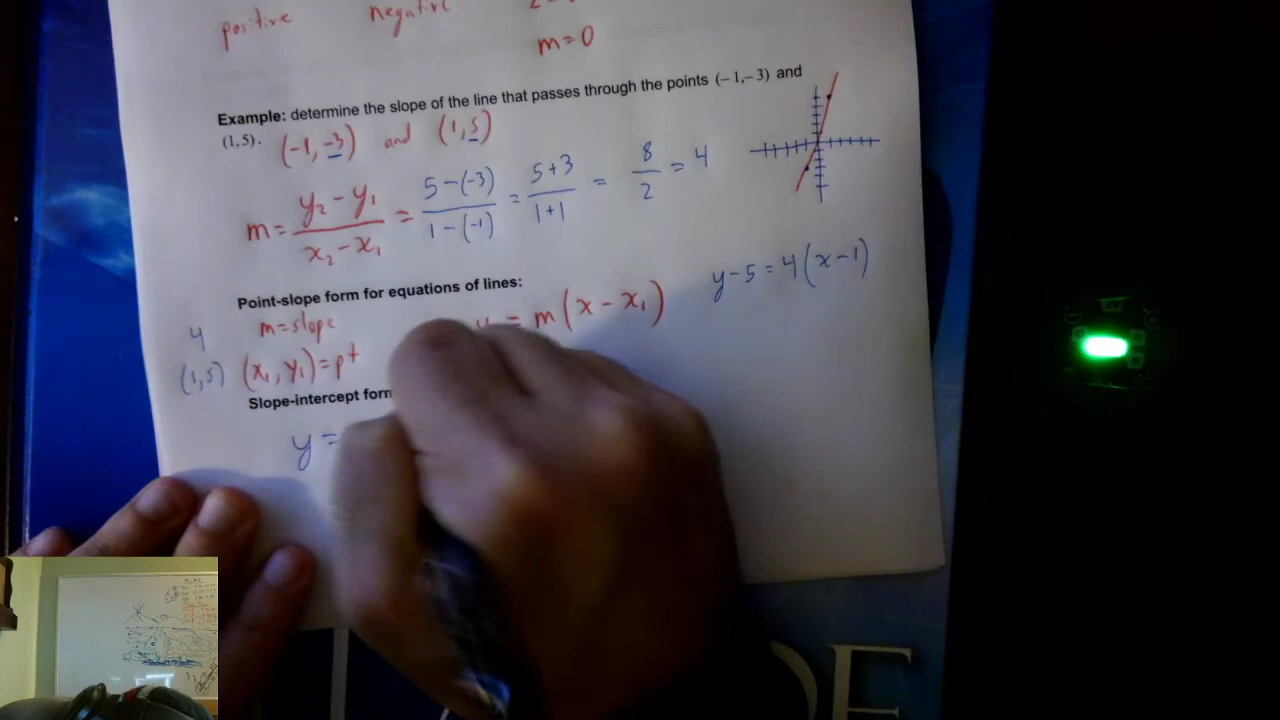 positive negative
m=0
Example: determine the slope of the line that passes through the points (-1,-3) and
(1,5). (-1,-3) and (1,5)
m = y₂-y₁ / x₂-x₁ = 5-(-3) / 1-(-1) = 5+3 / 1+1 = 8 / 2 = 4
Point-slope form for equations of lines:
y-5=4(x-1)
4 m=slope = m(x-x₁)
(1,5) (x₁,y₁)=pt
Slope-intercept
y=